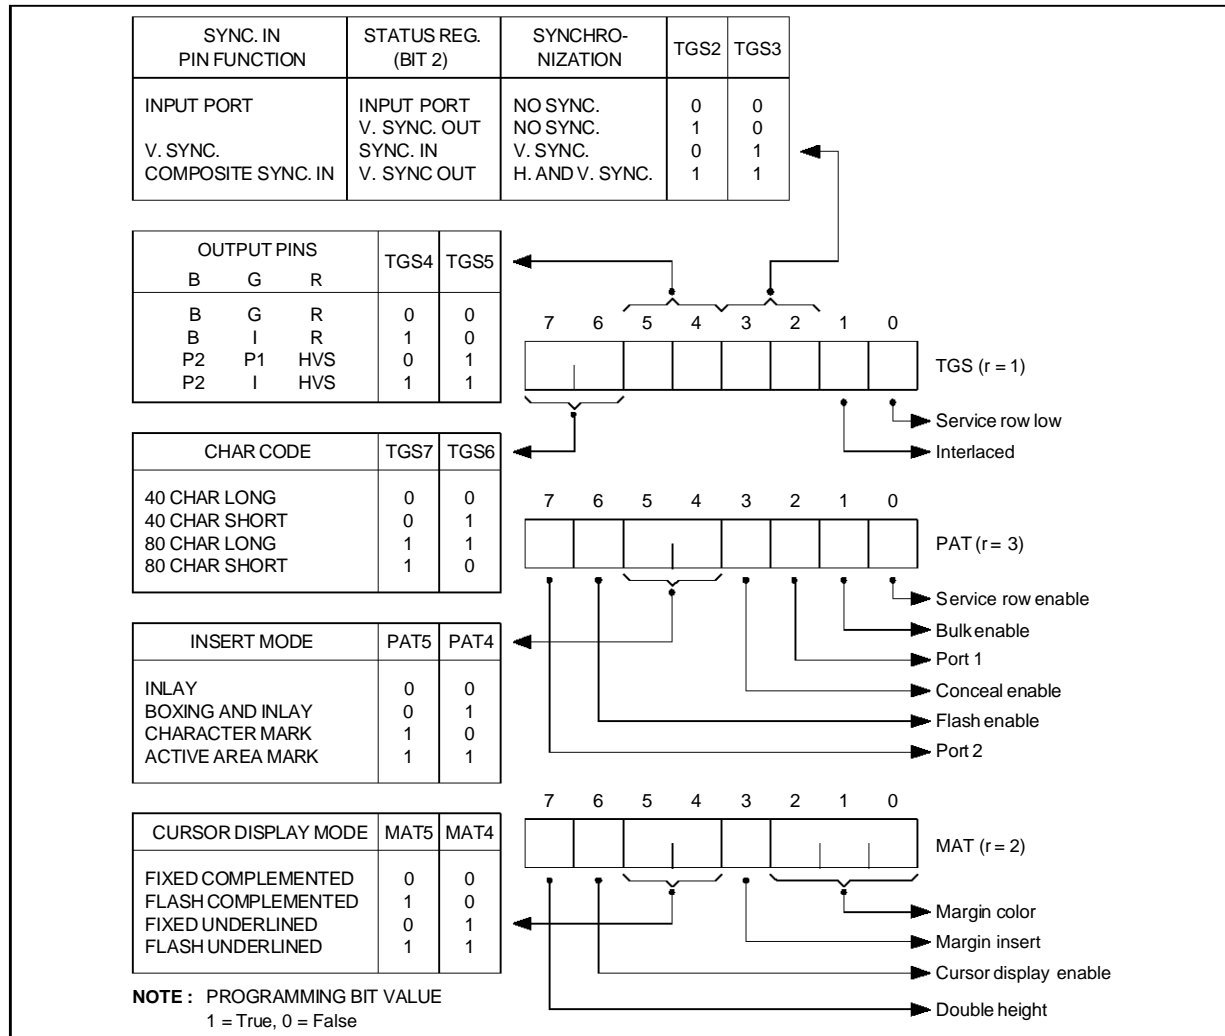 SYNC. IN PIN FUNCTION STATUS REG. (BIT 2) SYNCHRO-NIZATION TGS2 TGS3
INPUT PORT INPUT PORT NO SYNC. 0 0
V. SYNC. OUT NO SYNC. 1 0
V. SYNC. SYNC. IN V. SYNC. 0 1
COMPOSITE SYNC. IN V. SYNC OUT H. AND V. SYNC. 1 1
OUTPUT PINS TGS4 TGS5
B G R
B G R 0 0
B I R 1 0
P2 P1 HVS 0 1
P2 I HVS 1 1
7 6 5 4 3 2 1 0
TGS (r = 1)
Service row low
Interlaced
CHAR CODE TGS7 TGS6
40 CHAR LONG 0 0
40 CHAR SHORT 0 1
80 CHAR LONG 1 1
80 CHAR SHORT 1 0
7 6 5 4 3 2 1 0
PAT (r = 3)
Service row enable
Bulk enable
Port 1
Conceal enable
Flash enable
Port 2
INSERT MODE PAT5 PAT4
INLAY 0 0
BOXING AND INLAY 0 1
CHARACTER MARK 1 0
ACTIVE AREA MARK 1 1
7 6 5 4 3 2 1 0
MAT (r = 2)
Margin color
Margin insert
Cursor display enable
Double height
CURSOR DISPLAY MODE MAT5 MAT4
FIXED COMPLEMENTED 0 0
FLASH COMPLEMENTED 1 0
FIXED UNDERLINED 0 1
FLASH UNDERLINED 1 1
NOTE : PROGRAMMING BIT VALUE
1 = True, 0 = False